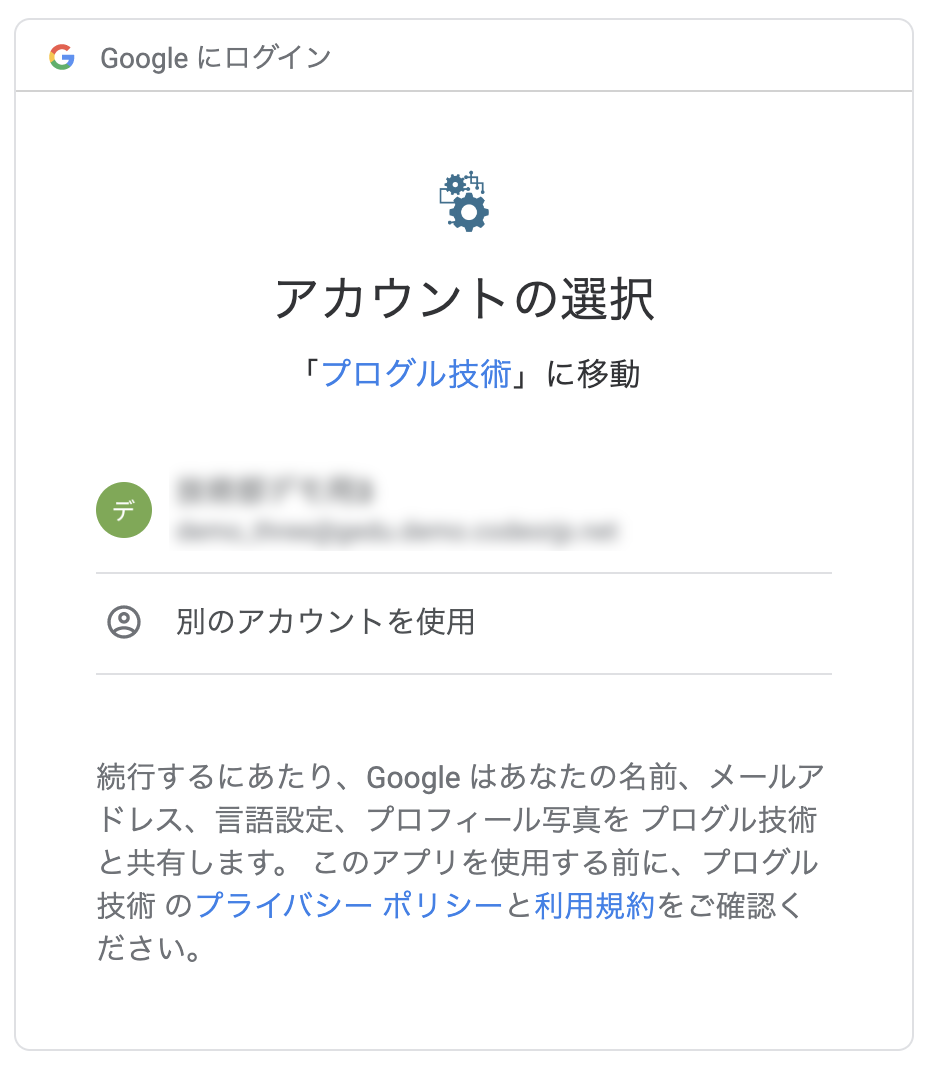 Google にログイン
アカウントの選択
「プログル技術」に移動
デ
別のアカウントを使用
続行するにあたり、Google はあなたの名前、メールア
ドレス、言語設定、プロフィール写真を プログル技術
と共有します。 このアプリを使用する前に、プログル
技術 のプライバシー ポリシーと利用規約をご確認く
ださい。